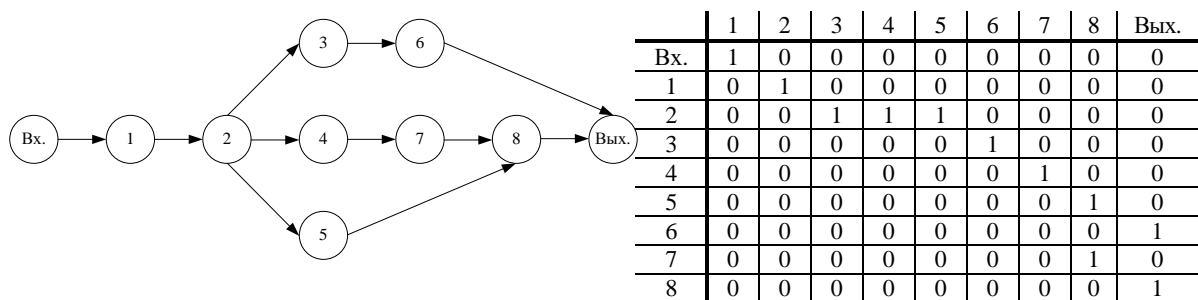 3 6
Вх. 1 2 4 7 8 Вых.
5
1 2 3 4 5 6 7 8 Вых.
Вх. 1 0 0 0 0 0 0 0 0
1 0 1 0 0 0 0 0 0 0
2 0 0 1 1 1 0 0 0 0
3 0 0 0 0 0 1 0 0 0
4 0 0 0 0 0 0 1 0 0
5 0 0 0 0 0 0 0 1 0
6 0 0 0 0 0 0 0 0 1
7 0 0 0 0 0 0 0 1 0
8 0 0 0 0 0 0 0 0 1